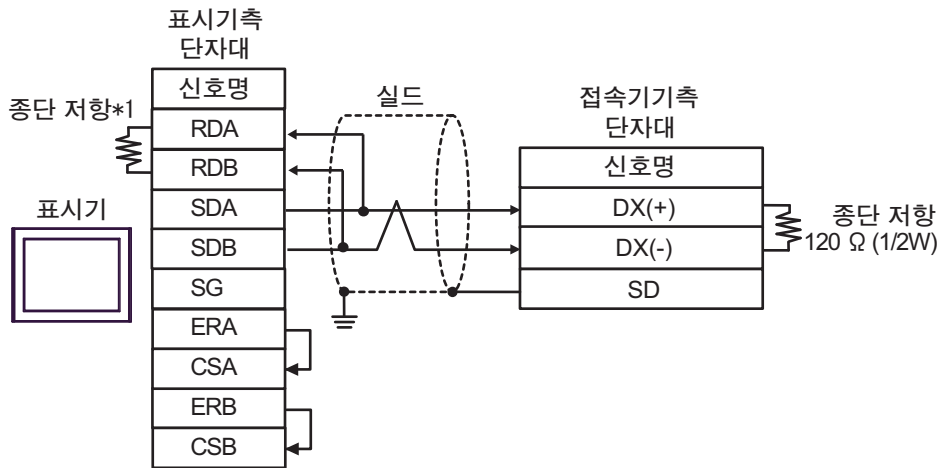 표시기측
단자대
신호명
종단 저항*1
RDA
RDB
SDA
SDB
SG
ERA
CSA
ERB
CSB
표시기
실드
접속기기측
단자대
신호명
DX(+)
DX(-)
SD
종단 저항
120 Ω (1/2W)